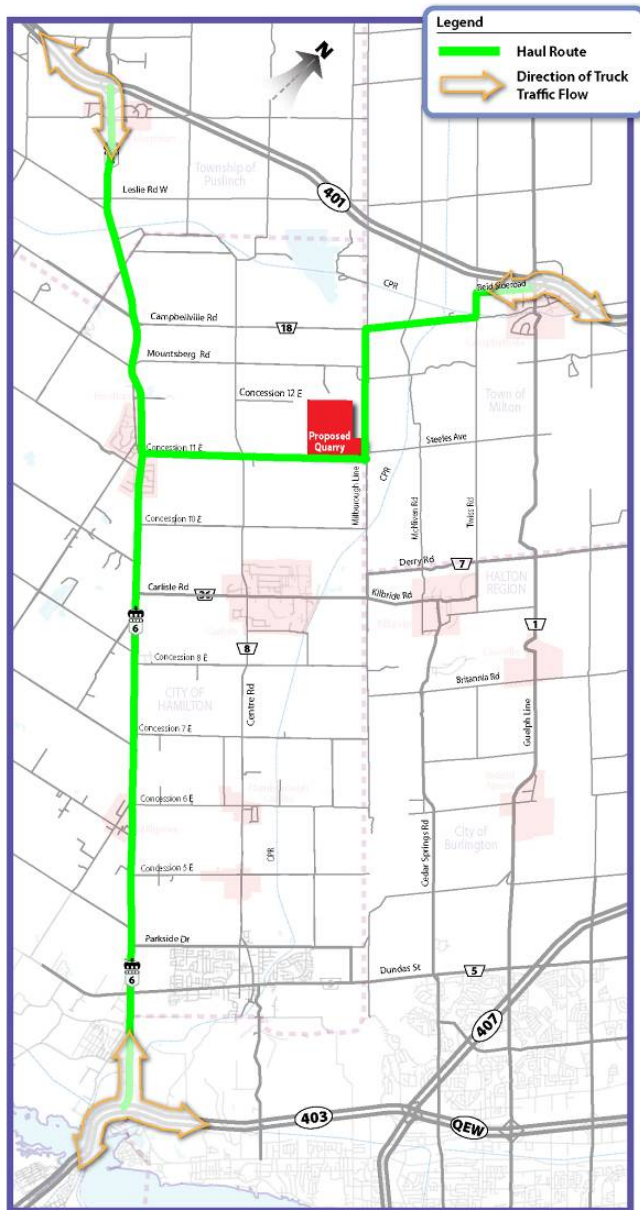 Legend
Haul Route
Direction of Truck
Traffic Flow
N
Township of
Puslinch
Leslie Rd W
401
CPR
Reid Sideroad
Campbellville Rd
18
Mountsberg Rd
Town of
Milton
Concession 12 E
Proposed
Quarry
Steeles Ave
Concession 11 E
Milburough Line
CPR
McNiven Rd
Twiss Rd
Concession 10 E
Derry Rd
7
HALTON
REGION
Carlisle Rd
Kilbride Rd
6
1
8
Concession 8 E
Britannia Rd
CITY OF
HAMILTON
Centre Rd
Guelph Line
Concession 7 E
Concession 6 E
Cedar Springs Rd
City of
Burlington
CPR
Concession 5 E
Parkside Dr
Dundas St
5
6
407
403
QEW